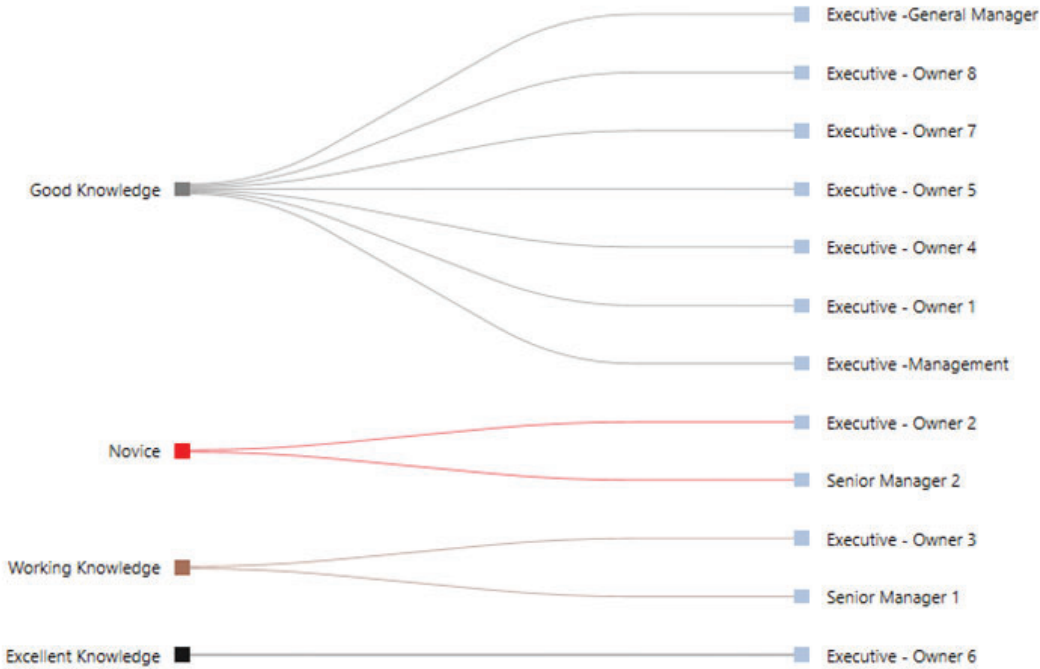 Executive -General Manager
Executive - Owner 8
Executive - Owner 7
Good Knowledge
Executive - Owner 5
Executive - Owner 4
Executive - Owner 1
Executive -Management
Executive - Owner 2
Novice
Senior Manager 2
Executive - Owner 3
Working Knowledge
Senior Manager 1
Excellent Knowledge
Executive - Owner 6